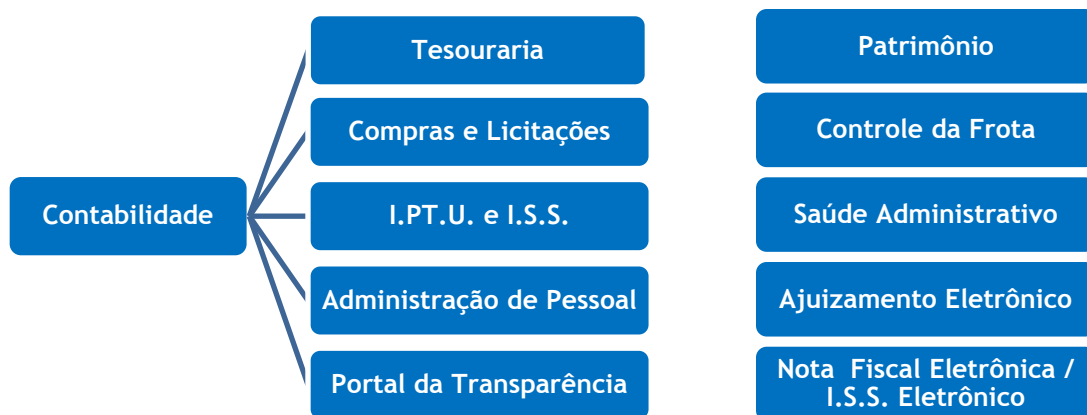 Contabilidade
Tesouraria
Compras e Licitações
I.PT.U. e I.S.S.
Administração de Pessoal
Portal da Transparência
Patrimônio
Controle da Frota
Saúde Administrativo
Ajuizamento Eletrônico
Nota Fiscal Eletrônica /
I.S.S. Eletrônico